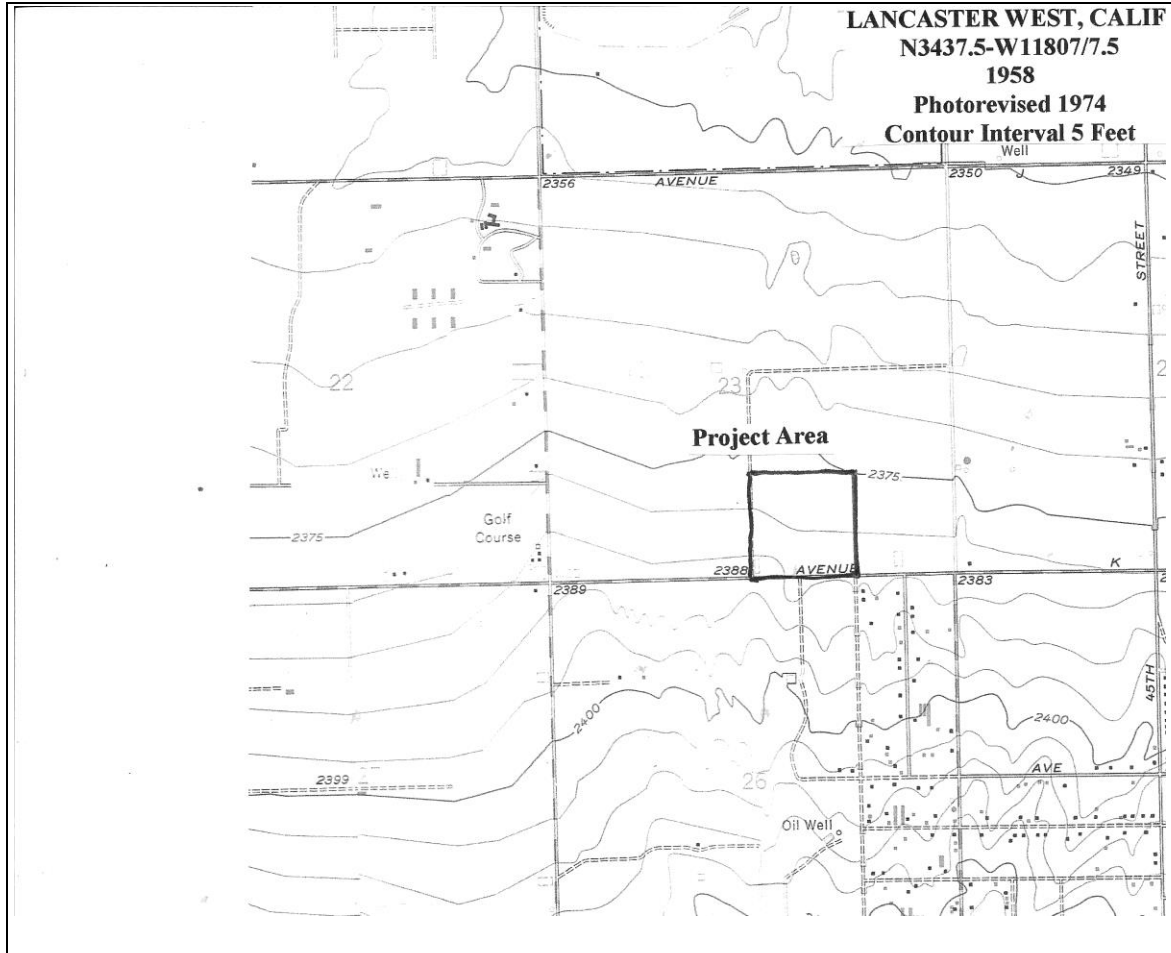 LANCASTER WEST, CALIF
N3437.5-W11807/7.5
1958
Photorevised 1974
Contour Interval 5 Feet
Well
2356
AVENUE
2350
J
2349
STREET
22
23
Project Area
We
2375
2375
Golf
Course
2388
AVENUE
K
2389
2383
45TH
2400
2400
2399
26
AVE
Oil Well